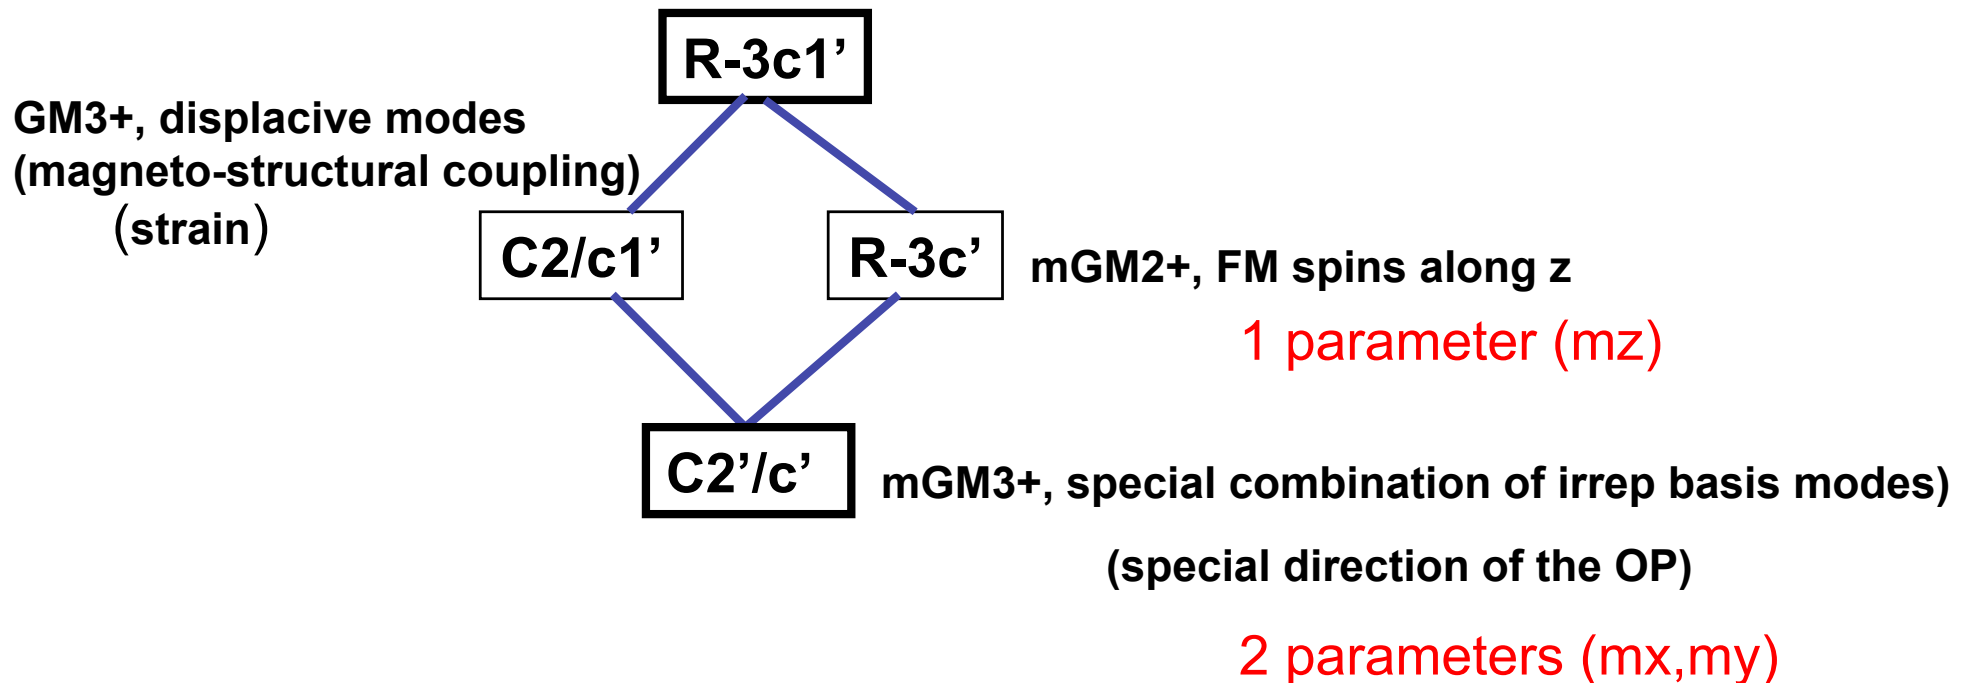 R-3c1’
GM3+, displacive modes
(magneto-structural coupling)
(strain)
C2/c1’
R-3c’
mGM2+, FM spins along z
1 parameter (mz)
C2’/c’
mGM3+, special combination of irrep basis modes)
(special direction of the OP)
2 parameters (mx,my)